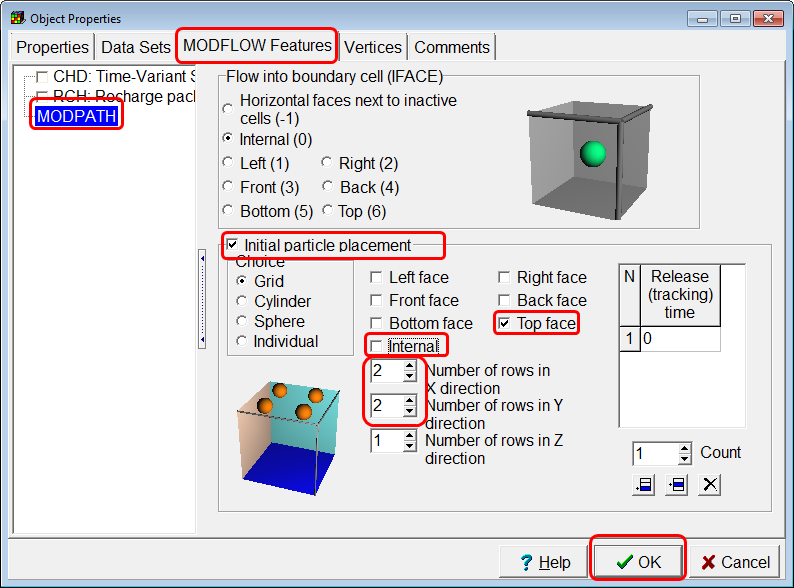 Object Properties
Properties
Data Sets
MODFLOW Features
Vertices
Comments
CHD: Time-Variant S
RCH: Recharge pack
MODPATH
Flow into boundary cell (IFACE)
Horizontal faces next to inactive
cells (-1)
Internal (0)
Left (1)
Right (2)
Front (3)
Back (4)
Bottom (5)
Top (6)
Initial particle placement
Choice
Grid
Cylinder
Sphere
Individual
Left face
Right face
Front face
Back face
Bottom face
Top face
Internal
2
Number of rows in
X direction
2
Number of rows in Y
direction
1
Number of rows in Z
direction
N
Release
(tracking)
time
1
0
1
Count
? Help
OK
Cancel